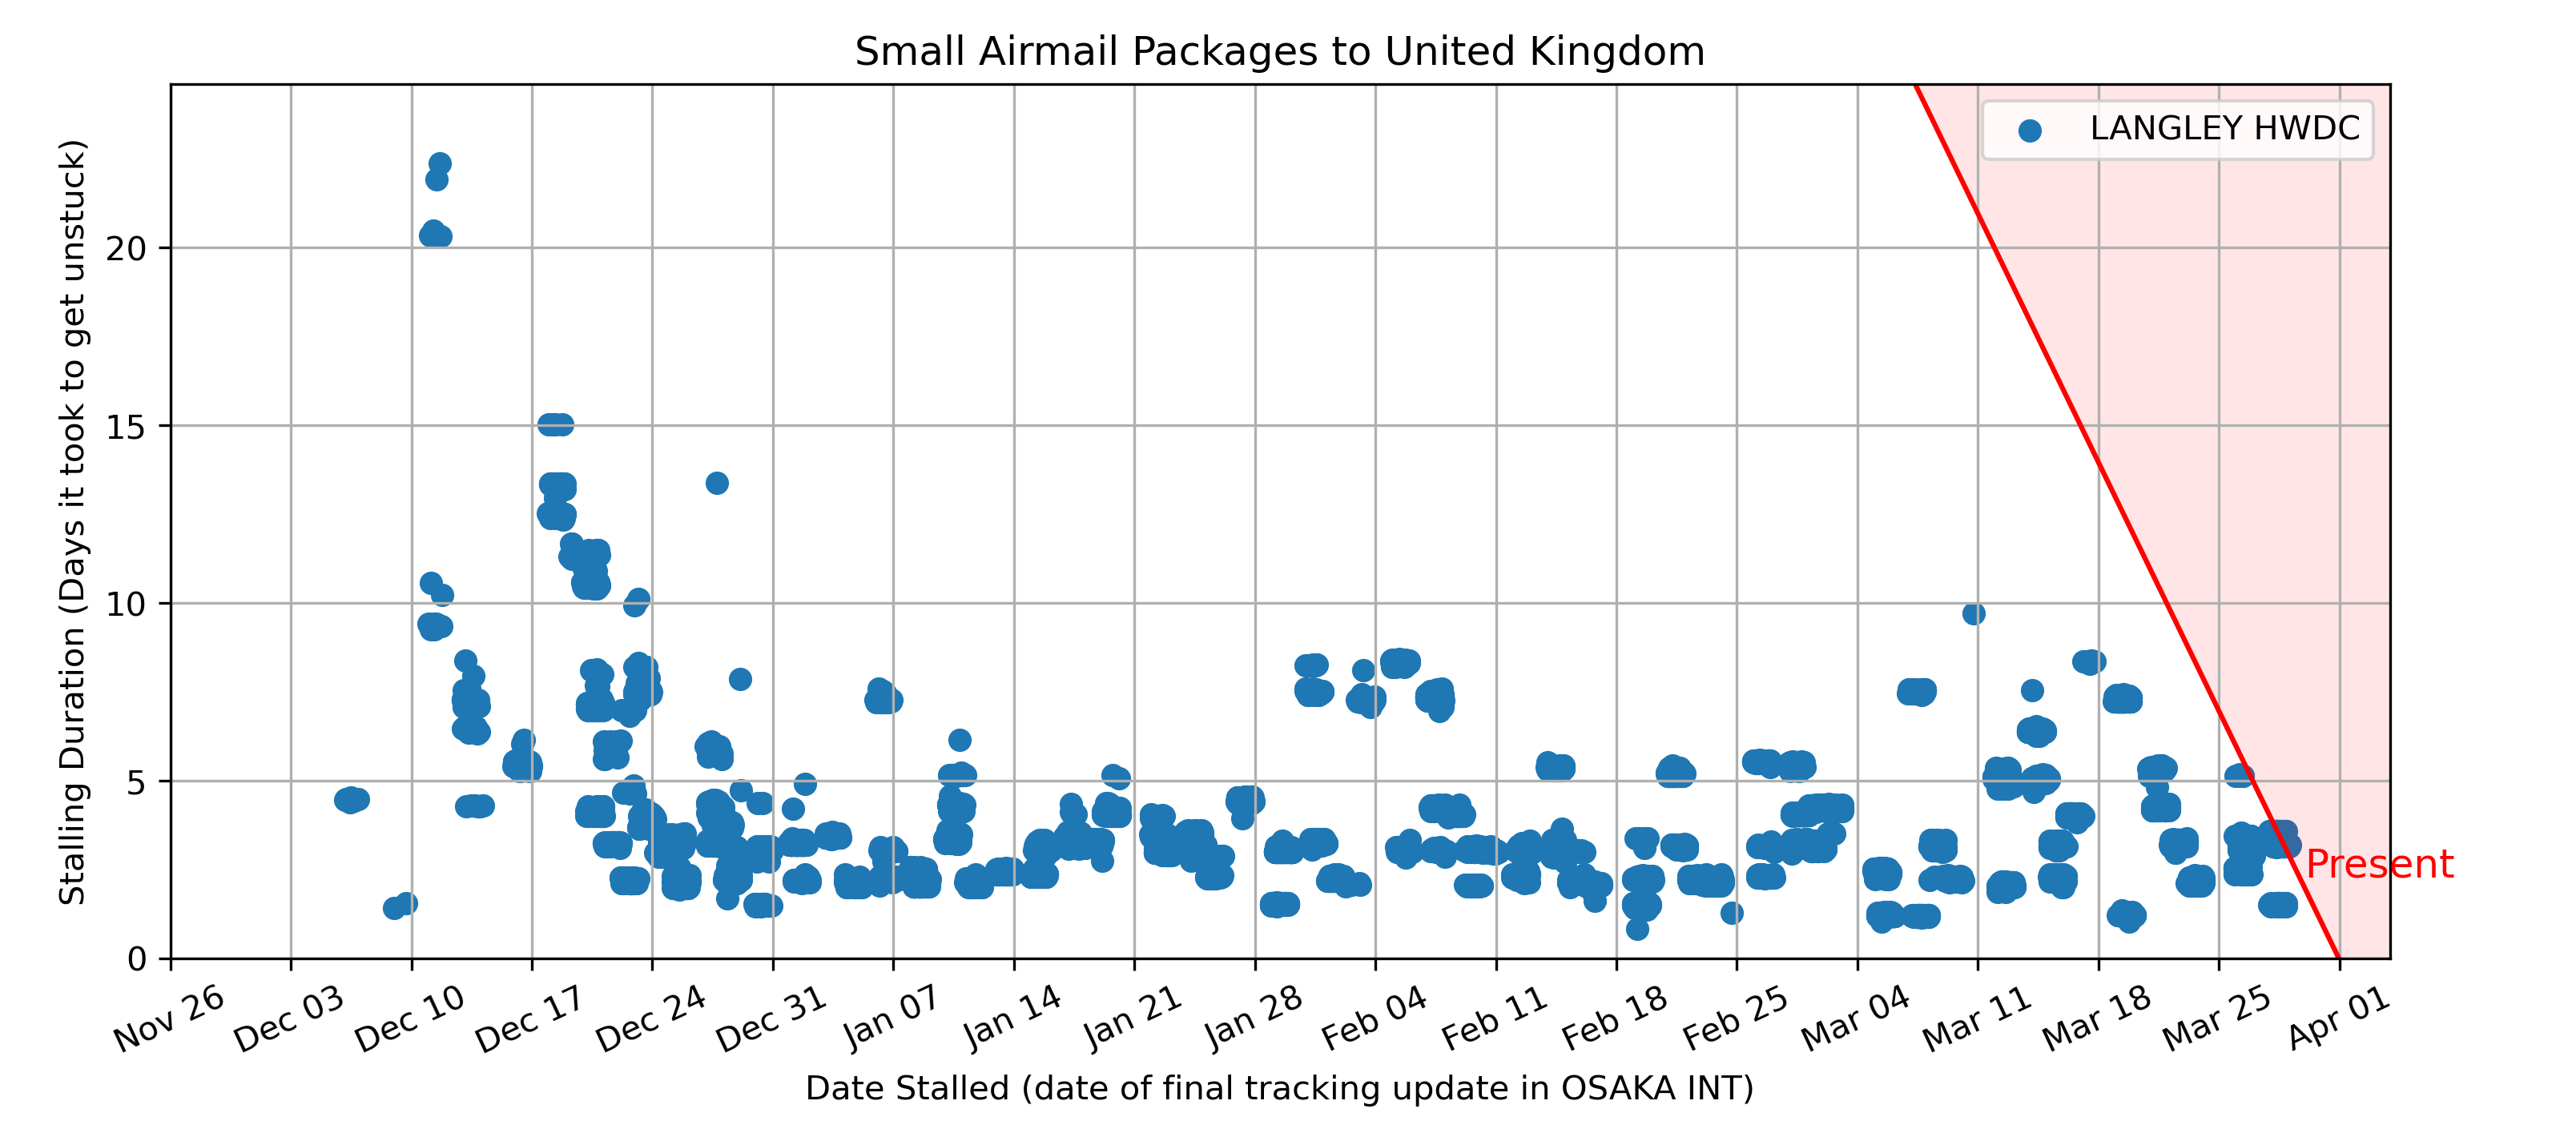 Small Airmail Packages to United Kingdom
LANGLEY HWDC
Stalling Duration (Days it took to get unstuck)
20
15
10
5
0
Present
Nov 26
Dec 03
Dec 10
Dec 17
Dec 24
Dec 31
Jan 07
Jan 14
Jan 21
Jan 28
Feb 04
Feb 11
Feb 18
Feb 25
Mar 04
Mar 11
Mar 18
Mar 25
Apr 01
Date Stalled (date of final tracking update in OSAKA INT)